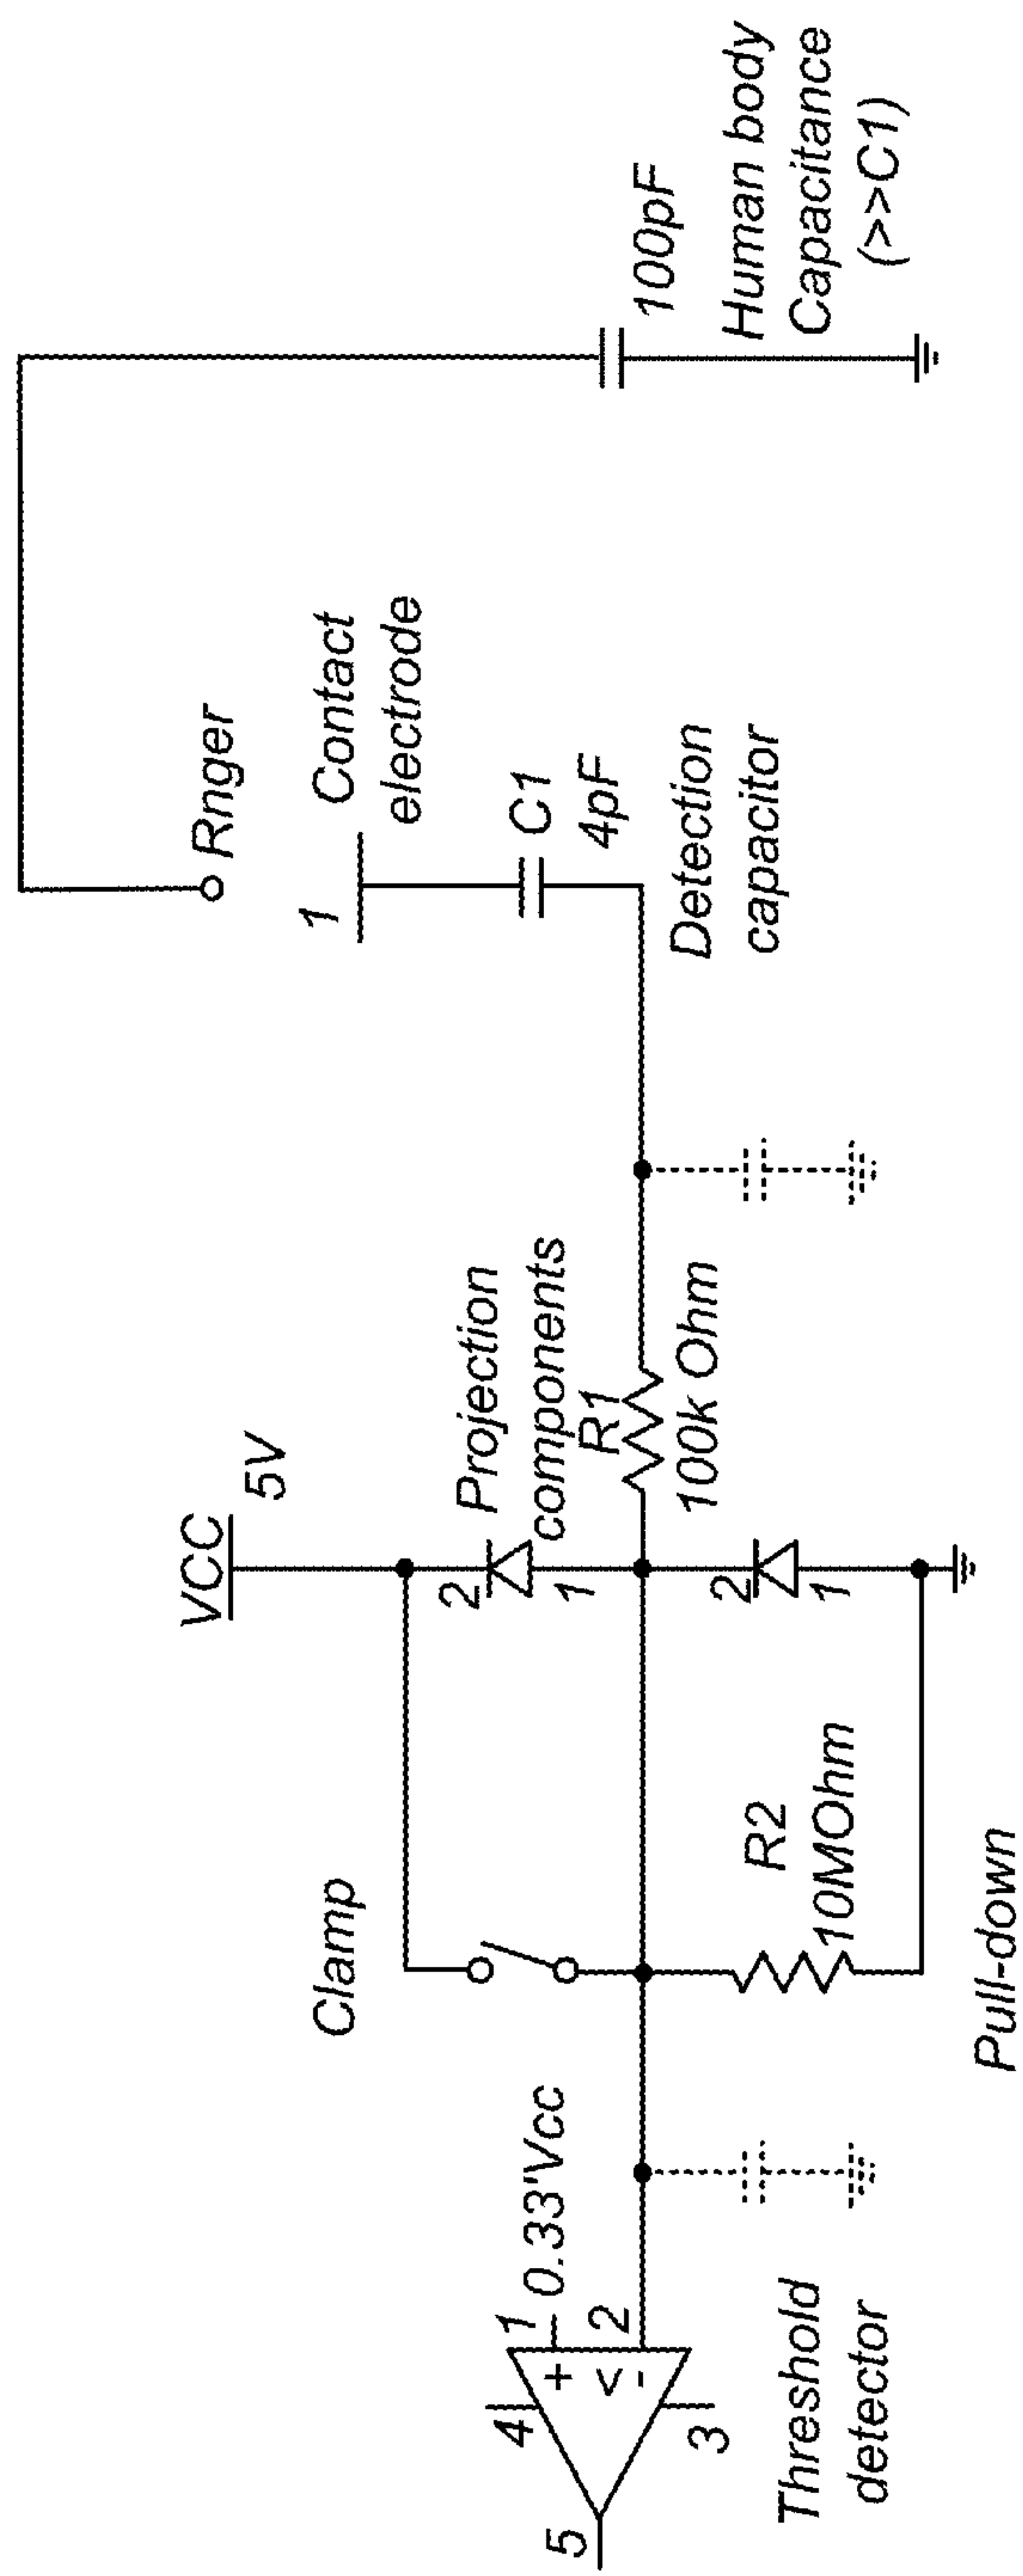 5
4
3
1
2
+
<
-
0.33'Vcc
Threshold
detector
Clamp
R2
10MOhm
Pull-down
VCC
5V
2
1
2
1
Projection
components
R1
100k Ohm
Rnger
1
Contact
electrode
C1
4pF
Detection
capacitor
100pF
Human body
Capacitance
(>>C1)